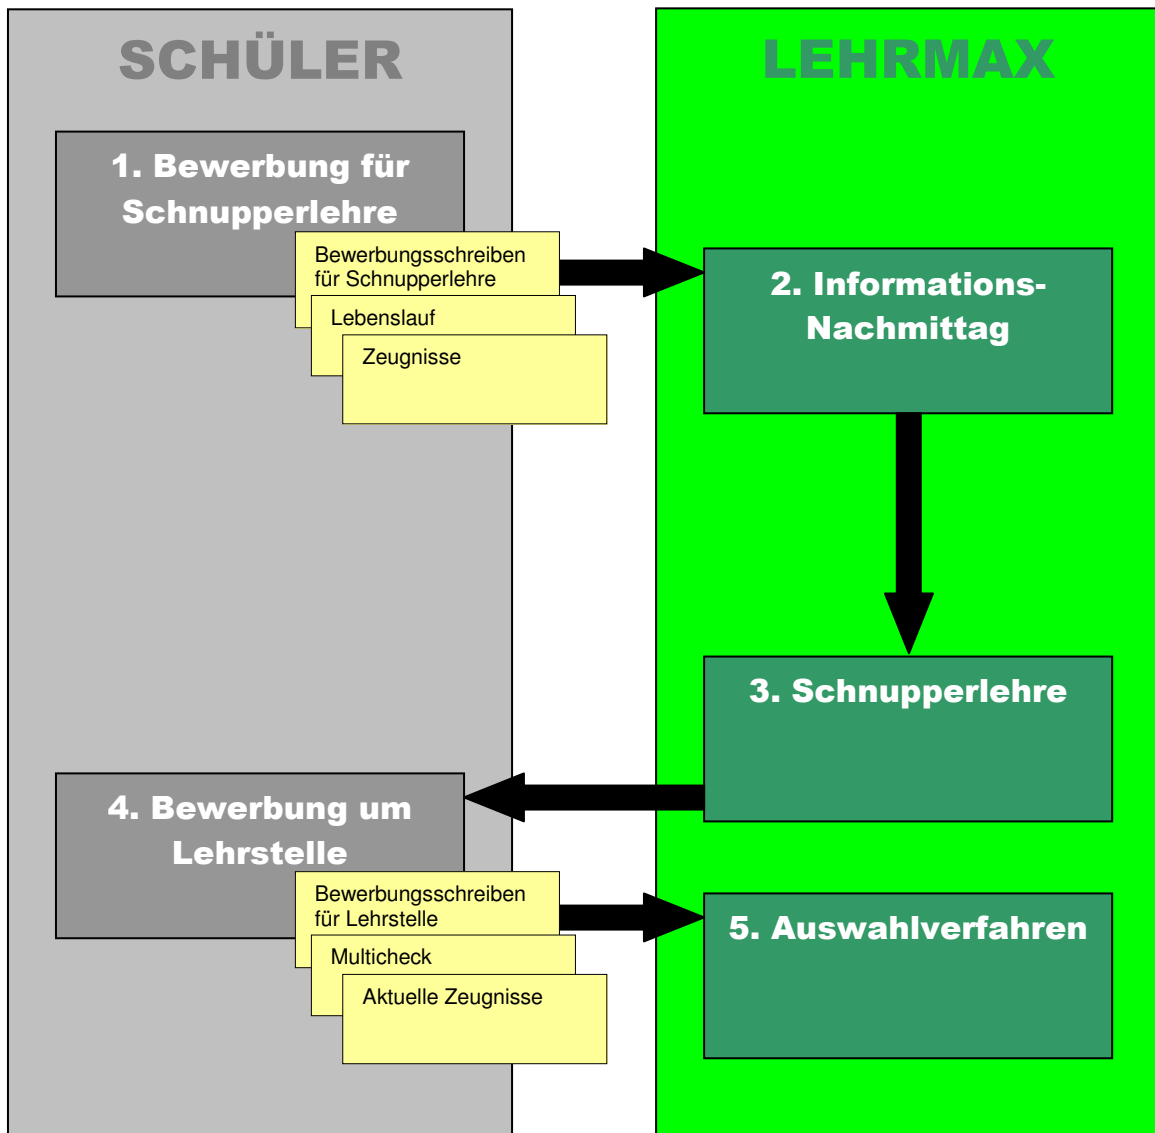 SCHÜLER
LEHRMAX
1. Bewerbung für
Schnupperlehre
Bewerbungsschreiben
für Schnupperlehre
Lebenslauf
Zeugnisse
2. Informations-
Nachmittag
3. Schnupperlehre
4. Bewerbung um
Lehrstelle
Bewerbungsschreiben
für Lehrstelle
Multicheck
Aktuelle Zeugnisse
5. Auswahlverfahren